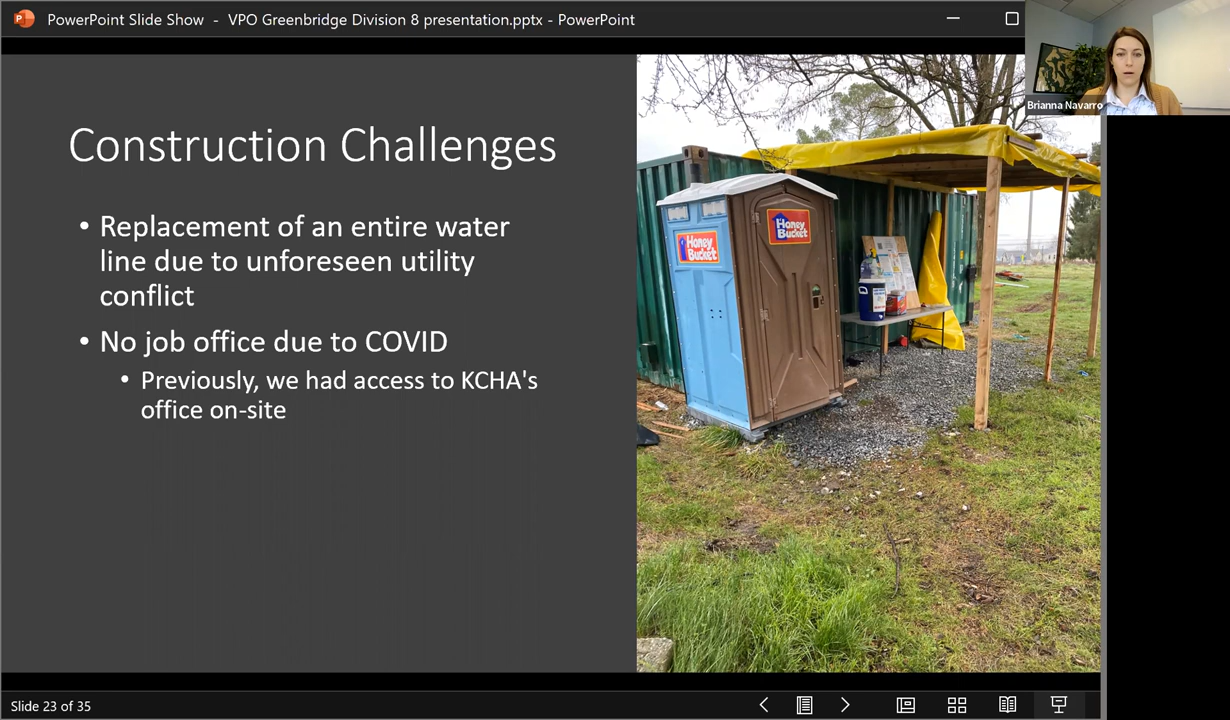 PowerPoint Slide Show - VPO Greenbridge Division 8 presentation.pptx - PowerPoint
Brianna Navarro
Construction Challenges
• Replacement of an entire water
line due to unforeseen utility
conflict
• No job office due to COVID
• Previously, we had access to KCHA's
office on-site
Honey
Bucket
Honey
Bucket
Slide 23 of 35